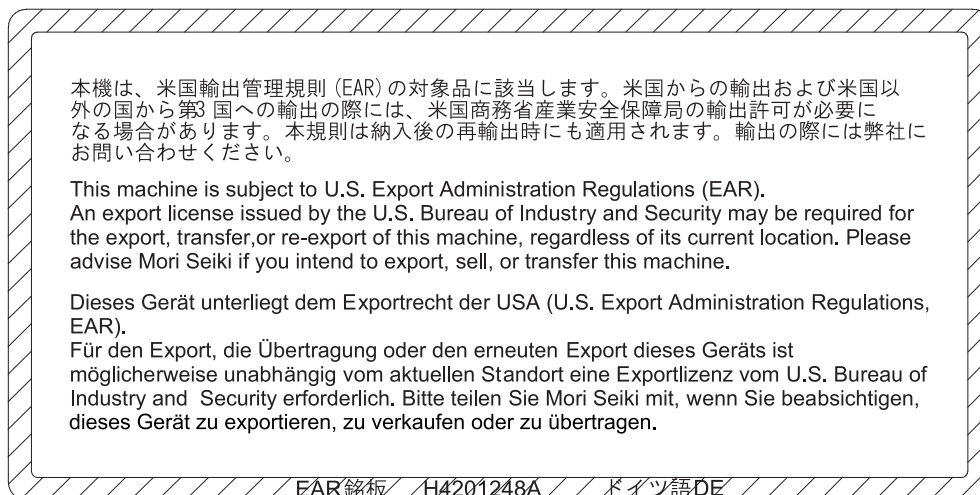 本機は、米国輸出管理規則(EAR)の対象品に該当します。米国からの輸出および米国以
外の国から第3 国への輸出の際には、米国商務省産業安全保障局の輸出許可が必要に
なる場合があります。本規則は納入後の再輸出時にも適用されます。輸出の際には弊社に
お問い合わせください。
This machine is subject to U.S. Export Administration Regulations (EAR).
An export license issued by the U.S. Bureau of Industry and Security may be required for
the export, transfer,or re-export of this machine, regardless of its current location. Please
advise Mori Seiki if you intend to export, sell, or transfer this machine.
Dieses Gerät unterliegt dem Exportrecht der USA (U.S. Export Administration Regulations,
EAR).
Für den Export, die Übertragung oder den erneuten Export dieses Geräts ist
möglicherweise unabhängig vom aktuellen Standort eine Exportlizenz vom U.S. Bureau of
Industry and Security erforderlich. Bitte teilen Sie Mori Seiki mit, wenn Sie beabsichtigen,
dieses Gerät zu exportieren, zu verkaufen oder zu übertragen.
EAR銘板 H4201248A ドイツ語DE